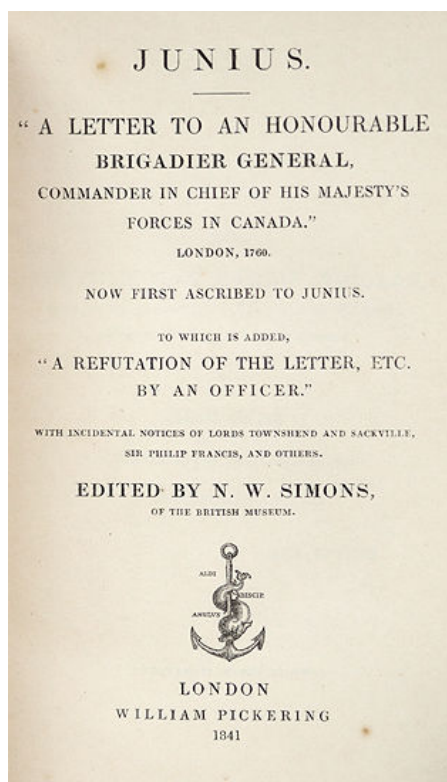 JUNIUS.
“ A LETTER TO AN HONOURABLE
BRIGADIER GENERAL,
COMMANDER IN CHIEF OF HIS MAJESTY'S
FORCES IN CANADA.”
LONDON, 1760.
NOW FIRST ASCRIBED TO JUNIUS.
TO WHICH IS ADDED,
“A REFUTATION OF THE LETTER, ETC.
BY AN OFFICER.”
WITH INCIDENTAL NOTICES OF LORDS TOWNSHEND AND SACKVILLE,
SIR PHILIP FRANCIS, AND OTHERS.
EDITED BY N. W. SIMONS,
OF THE BRITISH MUSEUM.
ALDI
DISCIP.
ANGLVS
LONDON
WILLIAM PICKERING
1841